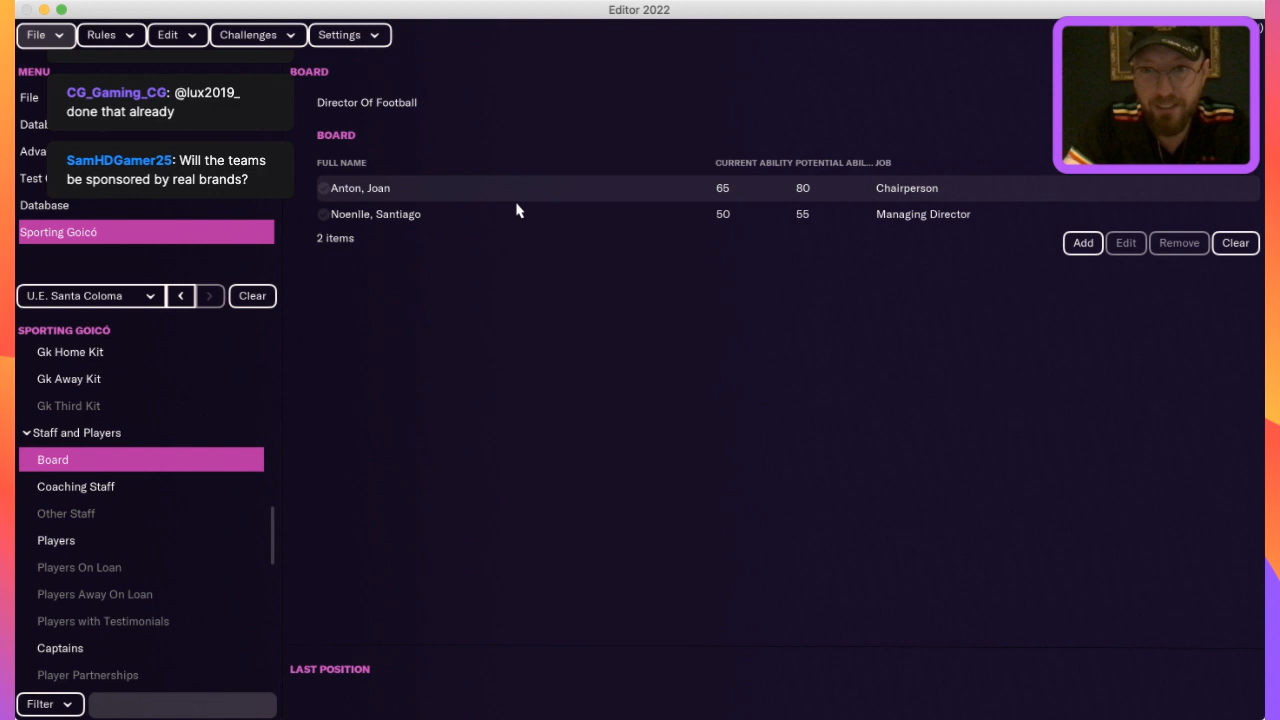 Editor 2022
File
Rules
Edit
Challenges
Settings
MENU
File
Datab
Adva
Test
Database
Sporting Goicó
CG_Gaming_CG: @lux2019_
done that already
SamHDGamer25: Will the teams
be sponsored by real brands?
U.E. Santa Coloma
Clear
SPORTING GOICÓ
Gk Home Kit
Gk Away Kit
Gk Third Kit
Staff and Players
Board
Coaching Staff
Other Staff
Players
Players On Loan
Players Away On Loan
Players with Testimonials
Captains
Player Partnerships
Filter
BOARD
Director Of Football
BOARD
FULL NAME CURRENT ABILITY POTENTIAL ABIL... JOB
Anton, Joan 65 80 Chairperson
Noenlle, Santiago 50 55 Managing Director
2 items
Add Edit Remove Clear
LAST POSITION